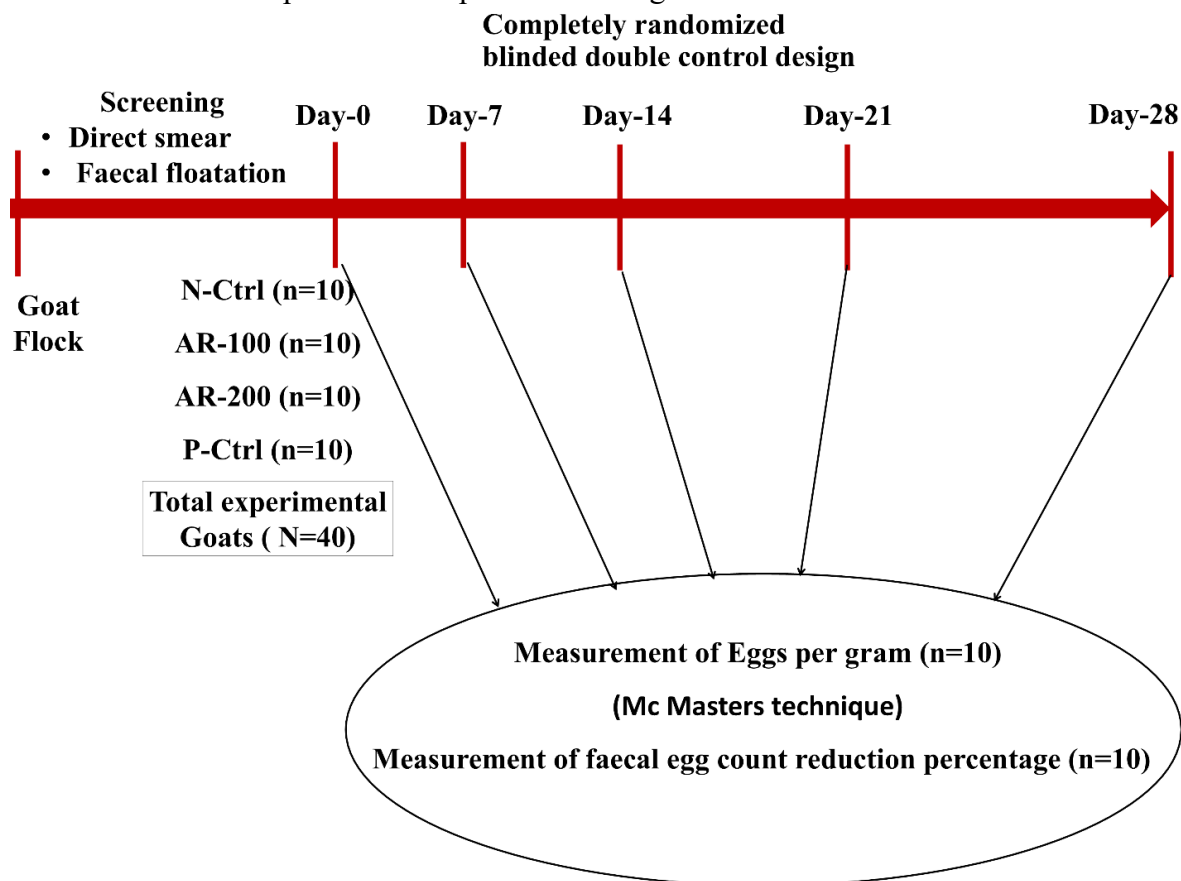 Completely randomized
blinded double control design
Screening
• Direct smear
• Faecal floatation
Day-0
Day-7
Day-14
Day-21
Day-28
Goat
Flock
N-Ctrl (n=10)
AR-100 (n=10)
AR-200 (n=10)
P-Ctrl (n=10)
Total experimental
Goats ( N=40)
Measurement of Eggs per gram (n=10)
(Mc Masters technique)
Measurement of faecal egg count reduction percentage (n=10)